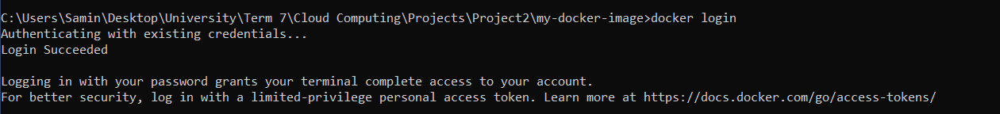 C:\Users\Samin\Desktop\University\Term 7\Cloud Computing\Projects\Project2\my-docker-image>docker login
Authenticating with existing credentials...
Login Succeeded
Logging in with your password grants your terminal complete access to your account.
For better security, log in with a limited-privilege personal access token. Learn more at https://docs.docker.com/go/access-tokens/